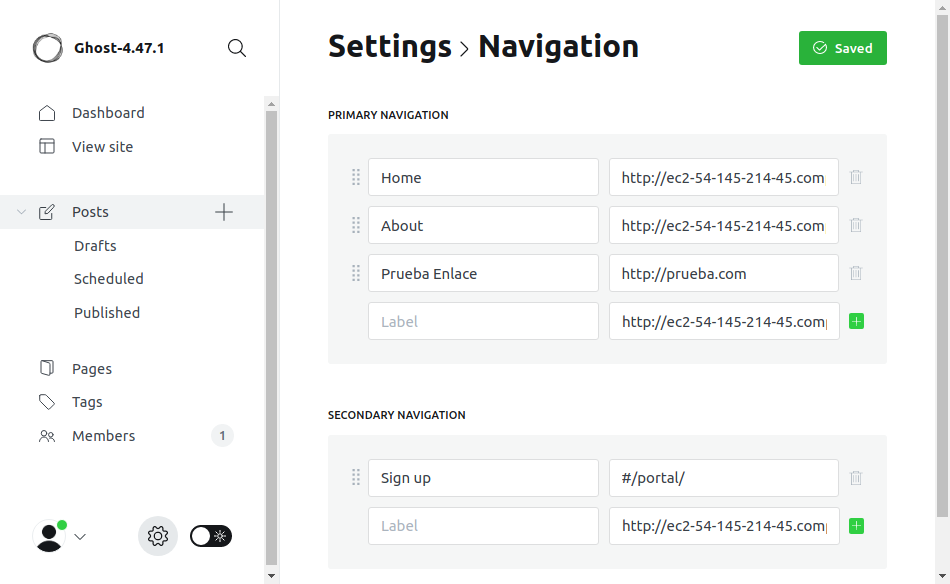 Ghost-4.47.1
Dashboard
View site
Posts
Drafts
Scheduled
Published
Pages
Tags
Members 1
Settings > Navigation
Saved
PRIMARY NAVIGATION
Home http://ec2-54-145-214-45.com
About http://ec2-54-145-214-45.com
Prueba Enlace http://prueba.com
Label http://ec2-54-145-214-45.comp
SECONDARY NAVIGATION
Sign up #/portal/
Label http://ec2-54-145-214-45.comp